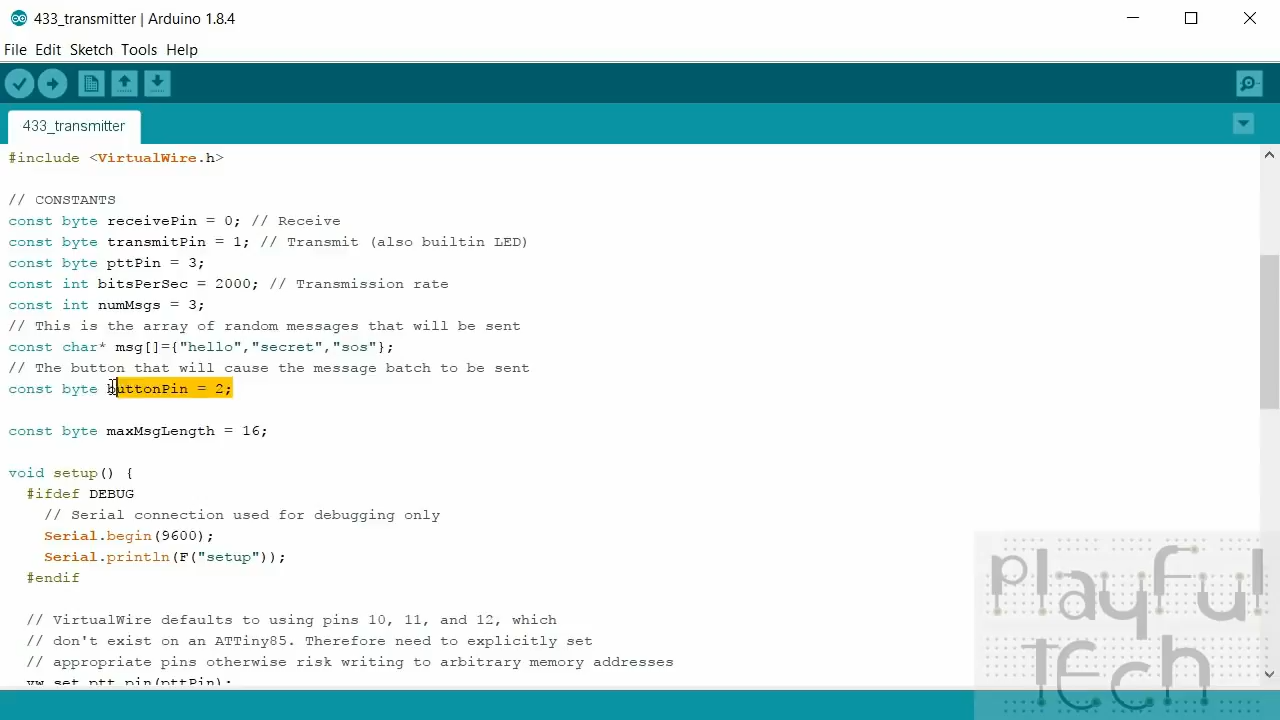 433_transmitter | Arduino 1.8.4
File Edit Sketch Tools Help
433_transmitter
#include <VirtualWire.h>
// CONSTANTS
const byte receivePin = 0; // Receive
const byte transmitPin = 1; // Transmit (also builtin LED)
const byte pttPin = 3;
const int bitsPerSec = 2000; // Transmission rate
const int numMsgs = 3;
// This is the array of random messages that will be sent
const char* msg[]={"hello","secret","sos"};
// The button that will cause the message batch to be sent
const byte buttonPin = 2;
const byte maxMsgLength = 16;
void setup() {
#ifdef DEBUG
// Serial connection used for debugging only
Serial.begin(9600);
Serial.println(F("setup"));
#endif
// VirtualWire defaults to using pins 10, 11, and 12, which
// don't exist on an ATTiny85. Therefore need to explicitly set
// appropriate pins otherwise risk writing to arbitrary memory addresses
vw_set_ptt_pin(pttPin);
playful
tEch